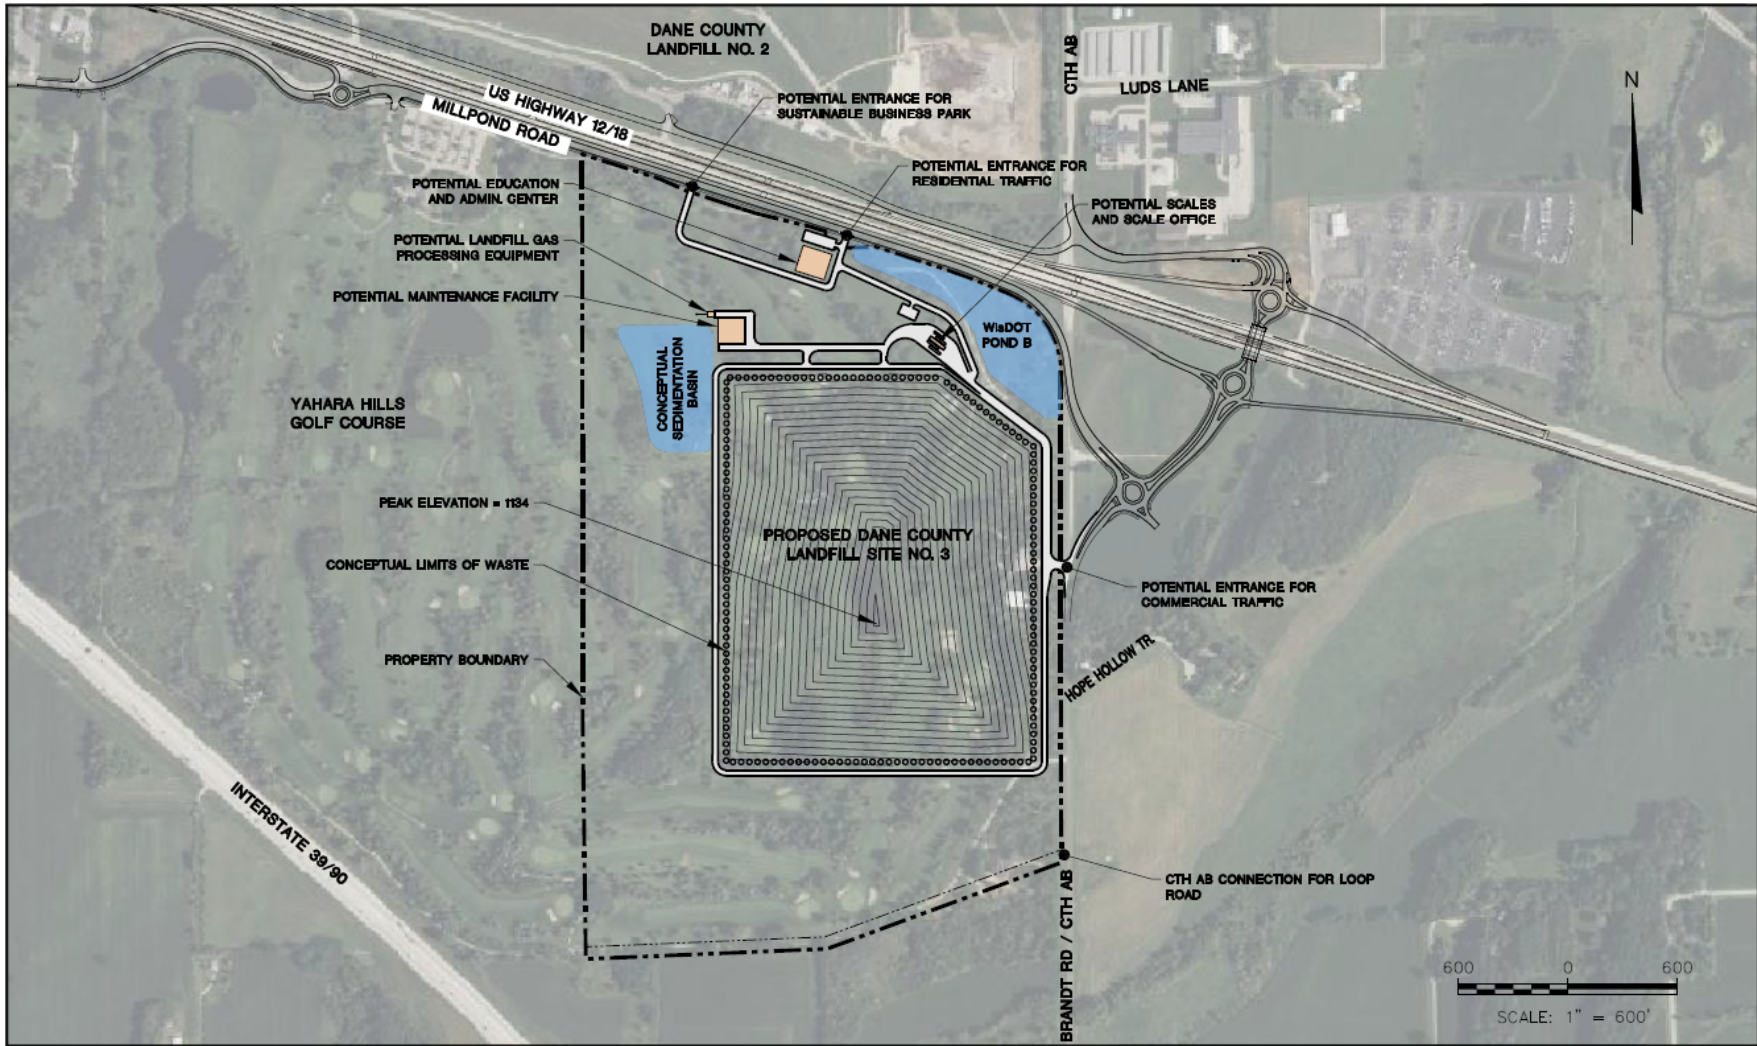 DANE COUNTY
LANDFILL NO. 2
CTH AB
LUDS LANE
N
US HIGHWAY 12/18
MILLPOND ROAD
POTENTIAL ENTRANCE FOR
SUSTAINABLE BUSINESS PARK
POTENTIAL ENTRANCE FOR
RESIDENTIAL TRAFFIC
POTENTIAL EDUCATION
AND ADMIN. CENTER
POTENTIAL SCALES
AND SCALE OFFICE
POTENTIAL LANDFILL GAS
PROCESSING EQUIPMENT
POTENTIAL MAINTENANCE FACILITY
WisDOT
POND B
CONCEPTUAL
SEDIMENTATION
BASIN
YAHARA HILLS
GOLF COURSE
PEAK ELEVATION = 1134
PROPOSED DANE COUNTY
LANDFILL SITE NO. 3
CONCEPTUAL LIMITS OF WASTE
POTENTIAL ENTRANCE FOR
COMMERCIAL TRAFFIC
PROPERTY BOUNDARY
HOPE HOLLOW TR.
INTERSTATE 39/90
CTH AB CONNECTION FOR LOOP
ROAD
BRANDT RD / CTH AB
600 0 600
SCALE: 1" = 600'